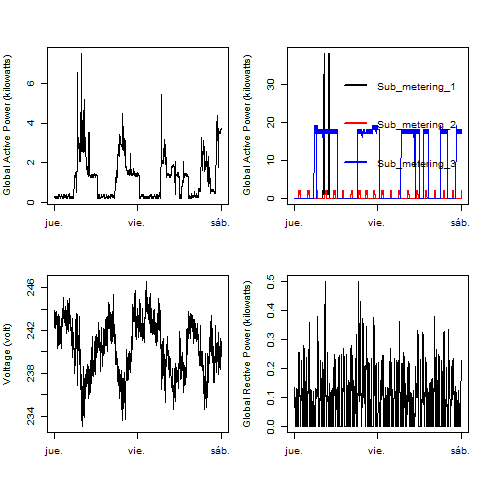 Global Active Power (kilowatts)
0 2 4 6
jue. vie. sáb.
Global Active Power (kilowatts)
0 10 20 30
Sub_metering_1
Sub_metering_2
Sub_metering_3
jue. vie. sáb.
Voltage (volt)
234 238 242 246
jue. vie. sáb.
Global Rective Power (kilowatts)
0.0 0.1 0.2 0.3 0.4 0.5
jue. vie. sáb.